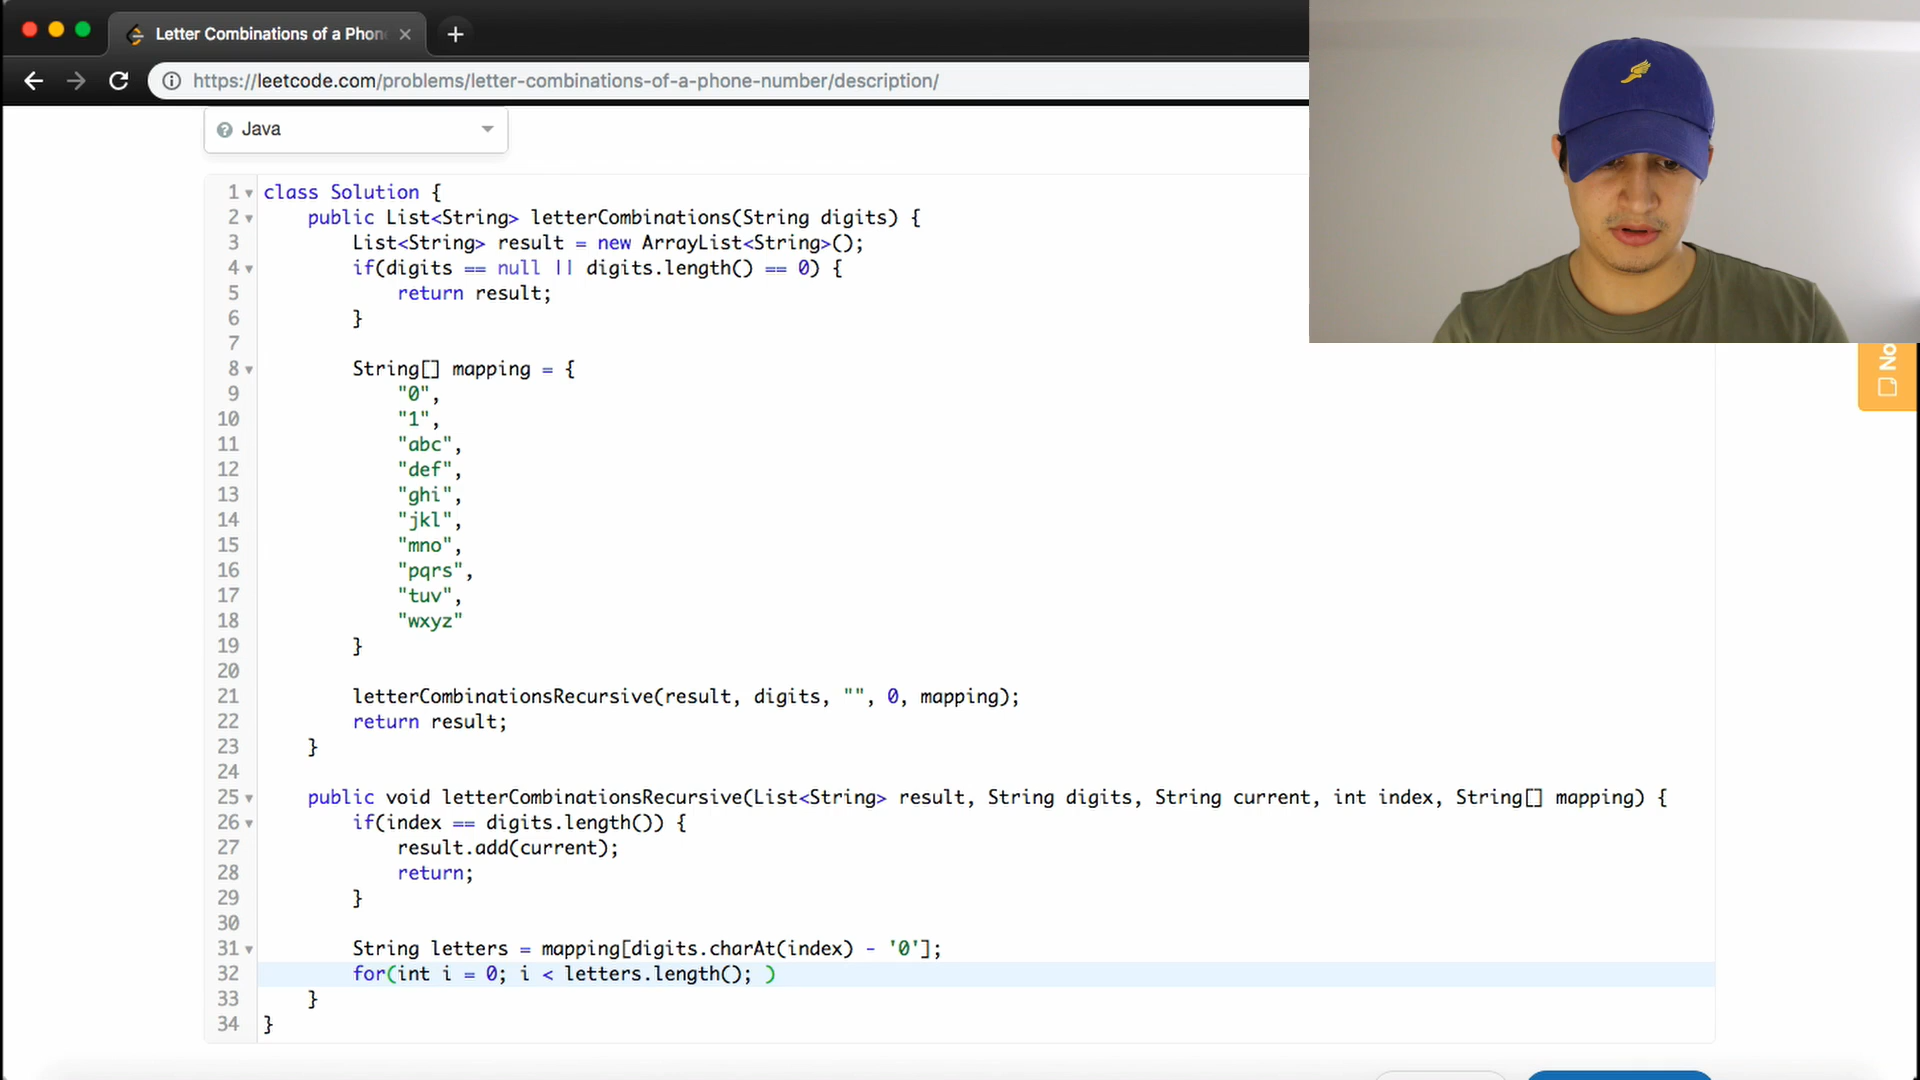 Letter Combinations of a Phon
https://leetcode.com/problems/letter-combinations-of-a-phone-number/description/
Java
No
1 class Solution {
2 public List<String> letterCombinations(String digits) {
3 List<String> result = new ArrayList<String>();
4 if(digits == null || digits.length() == 0) {
5 return result;
6 }
7
8 String[] mapping = {
9 "0",
10 "1",
11 "abc",
12 "def",
13 "ghi",
14 "jkl",
15 "mno",
16 "pqrs",
17 "tuv",
18 "wxyz"
19 }
20
21 letterCombinationsRecursive(result, digits, "", 0, mapping);
22 return result;
23 }
24
25 public void letterCombinationsRecursive(List<String> result, String digits, String current, int index, String[] mapping) {
26 if(index == digits.length()) {
27 result.add(current);
28 return;
29 }
30
31 String letters = mapping[digits.charAt(index) - '0'];
32 for(int i = 0; i < letters.length(); )
33 }
34 }